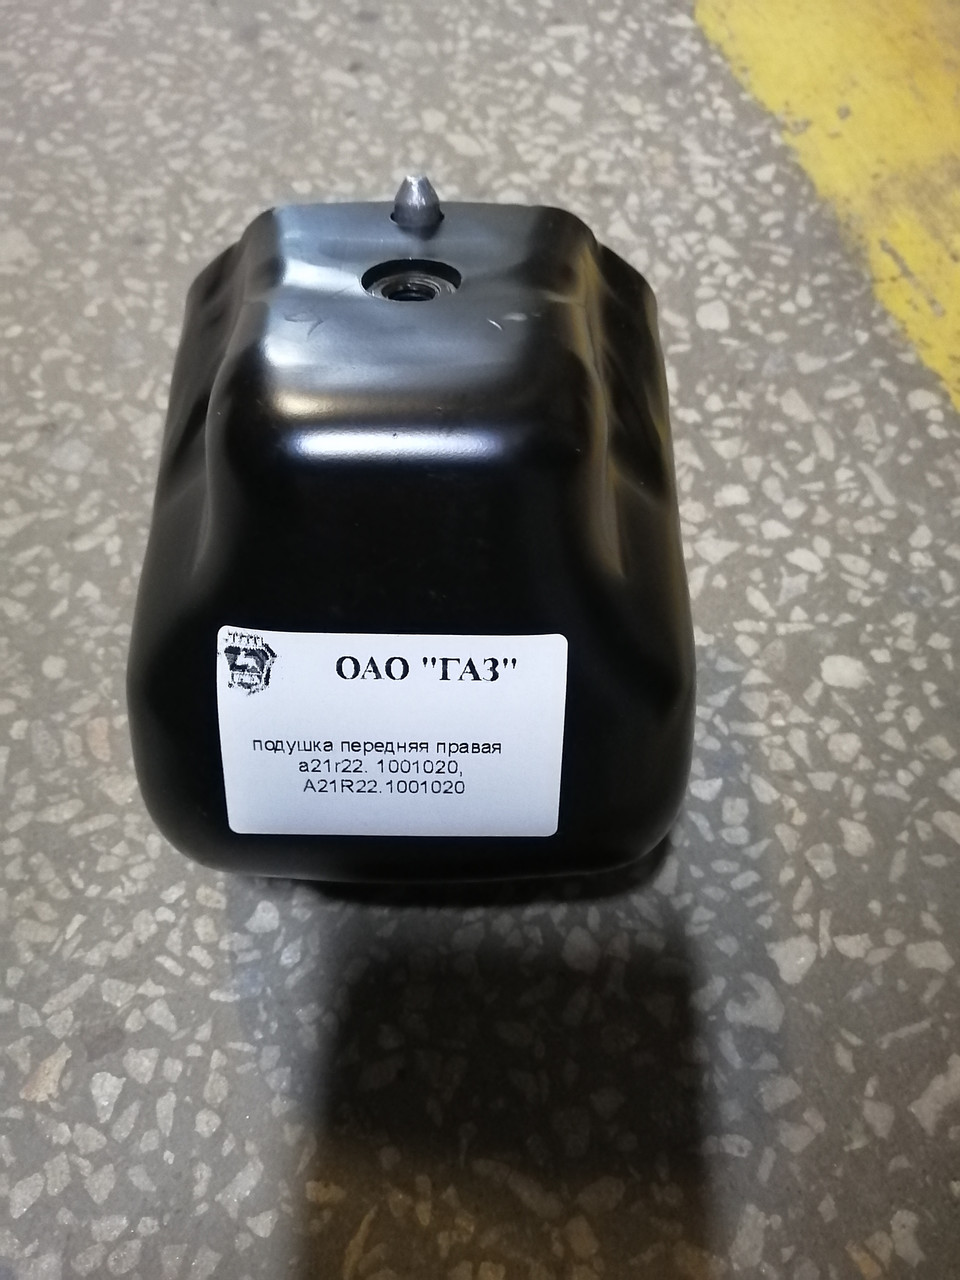 ОАО "ГАЗ"
подушка передняя правая
a21r22. 1001020,
A21R22.1001020